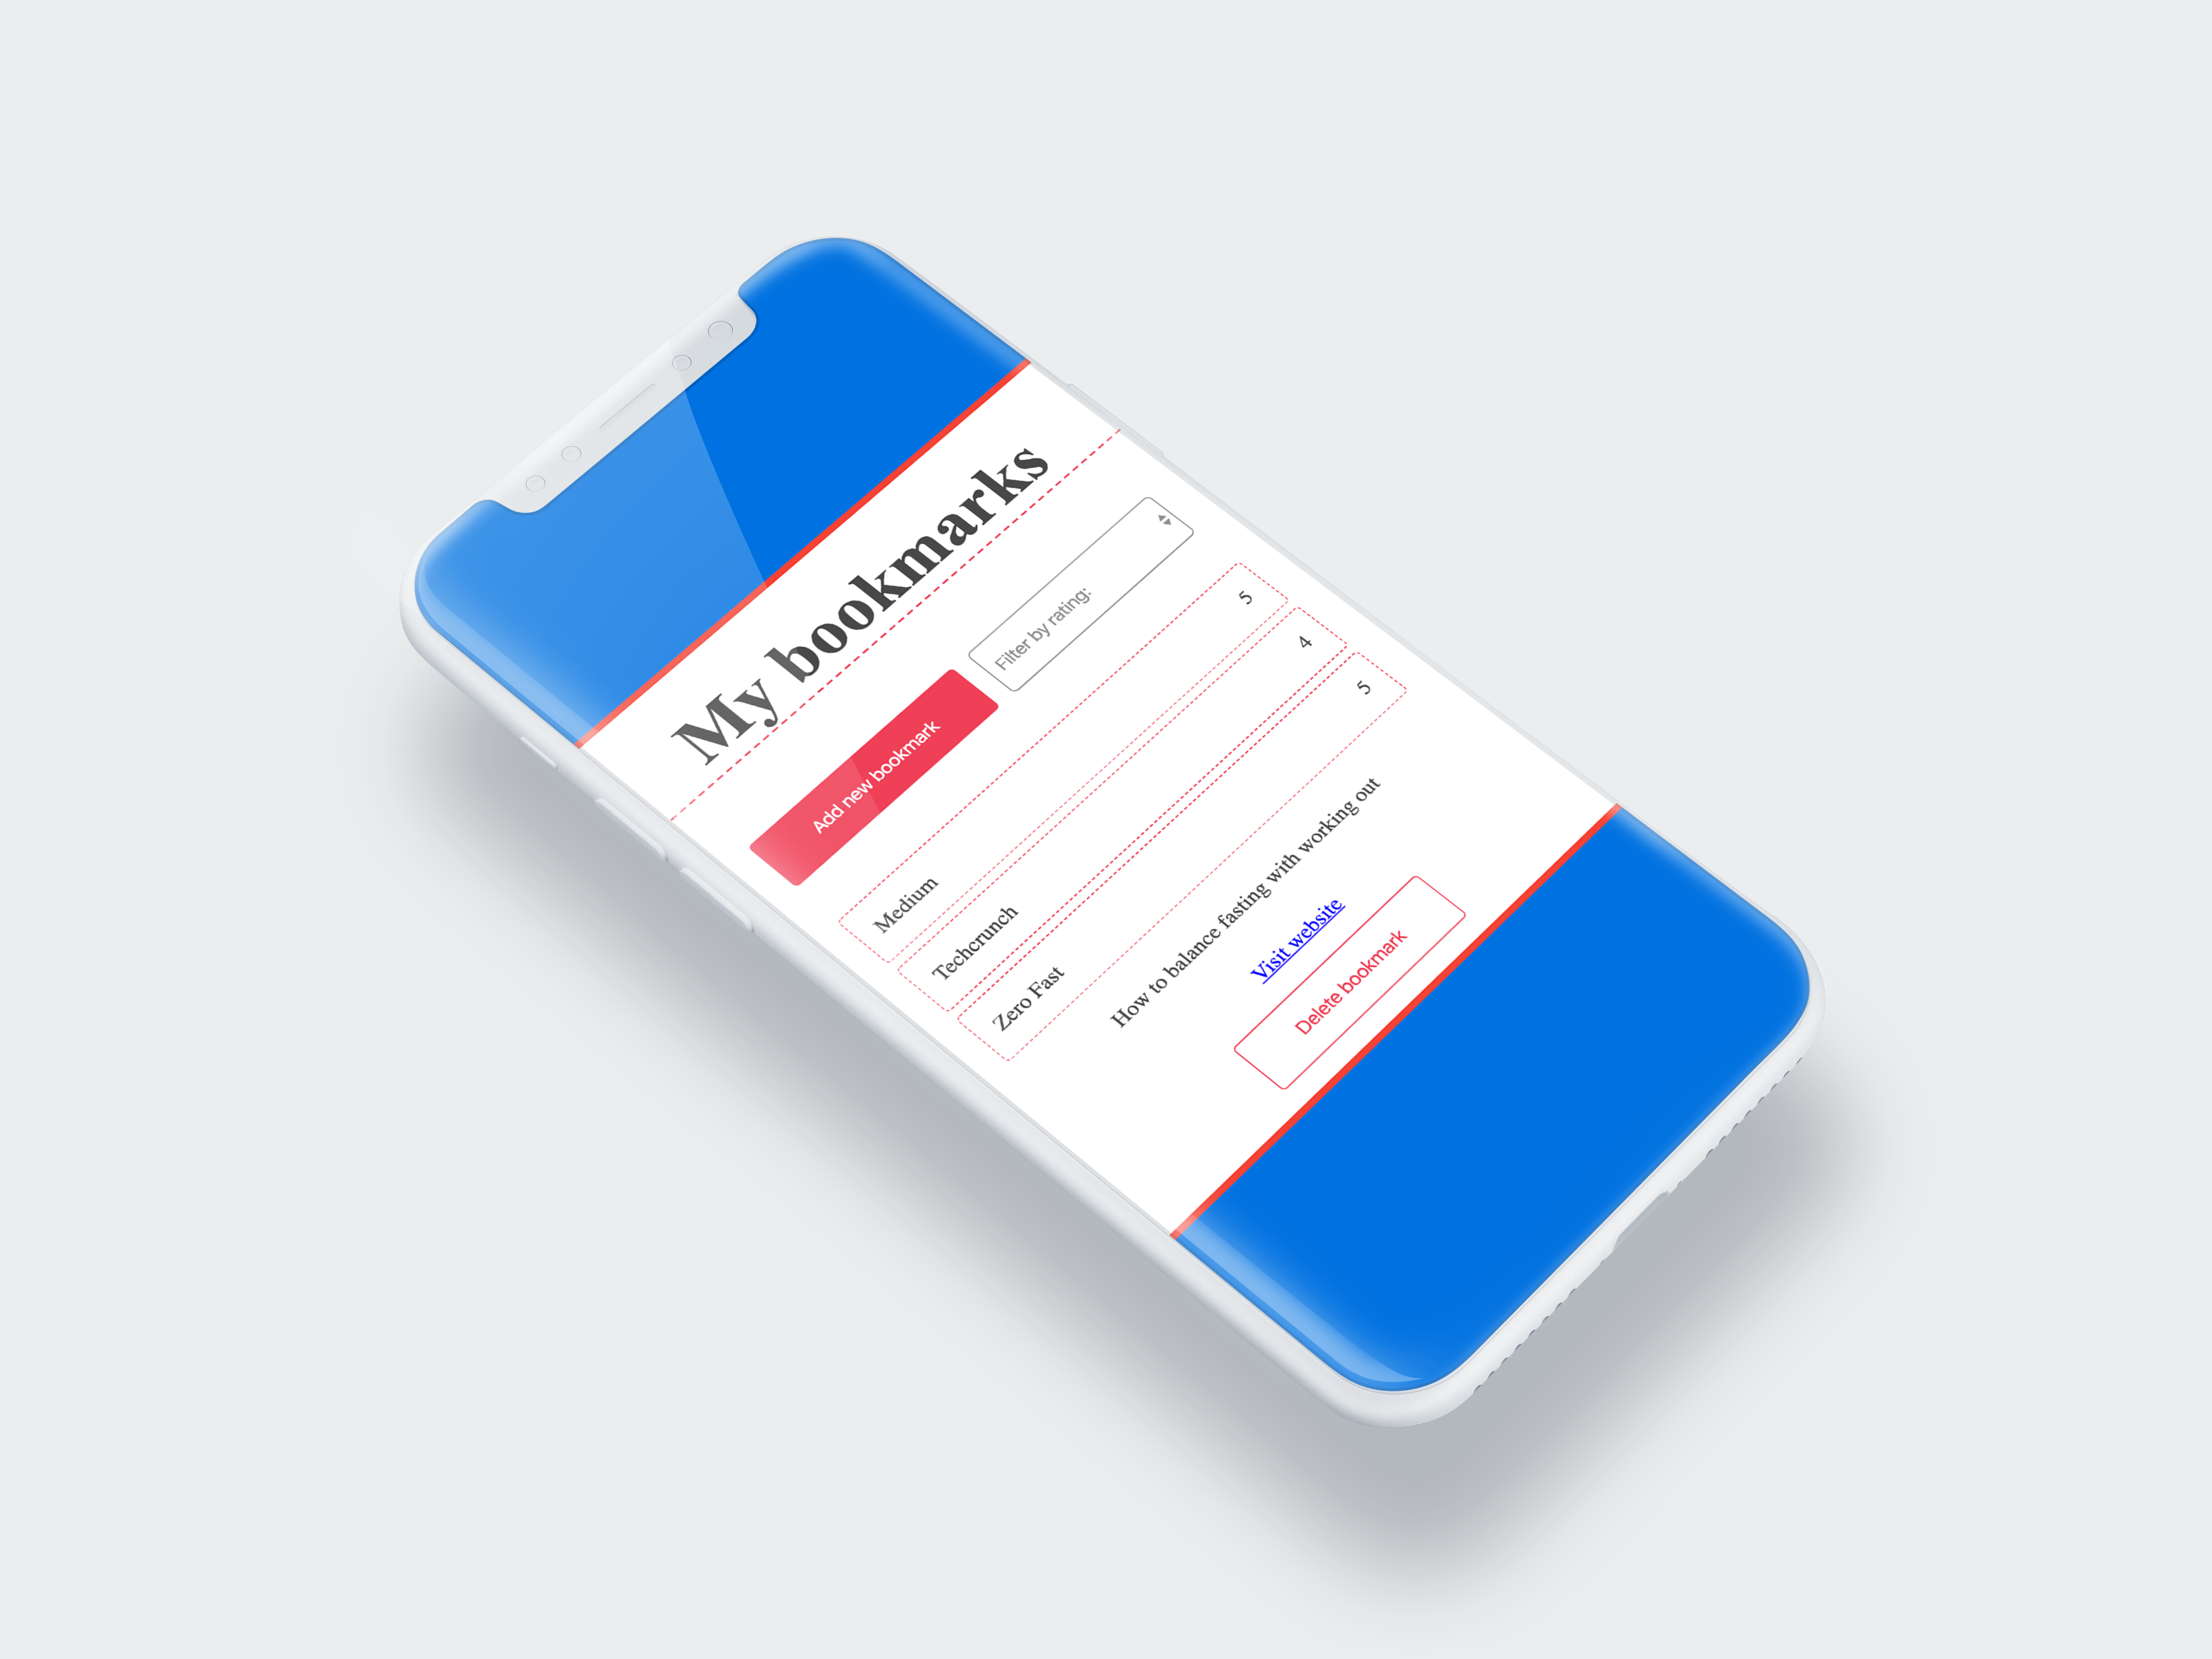 My bookmarks
Add new bookmark
Filter by rating:
Medium 5
Techcrunch 4
Zero Fast 5
How to balance fasting with working out
Visit website
Delete bookmark